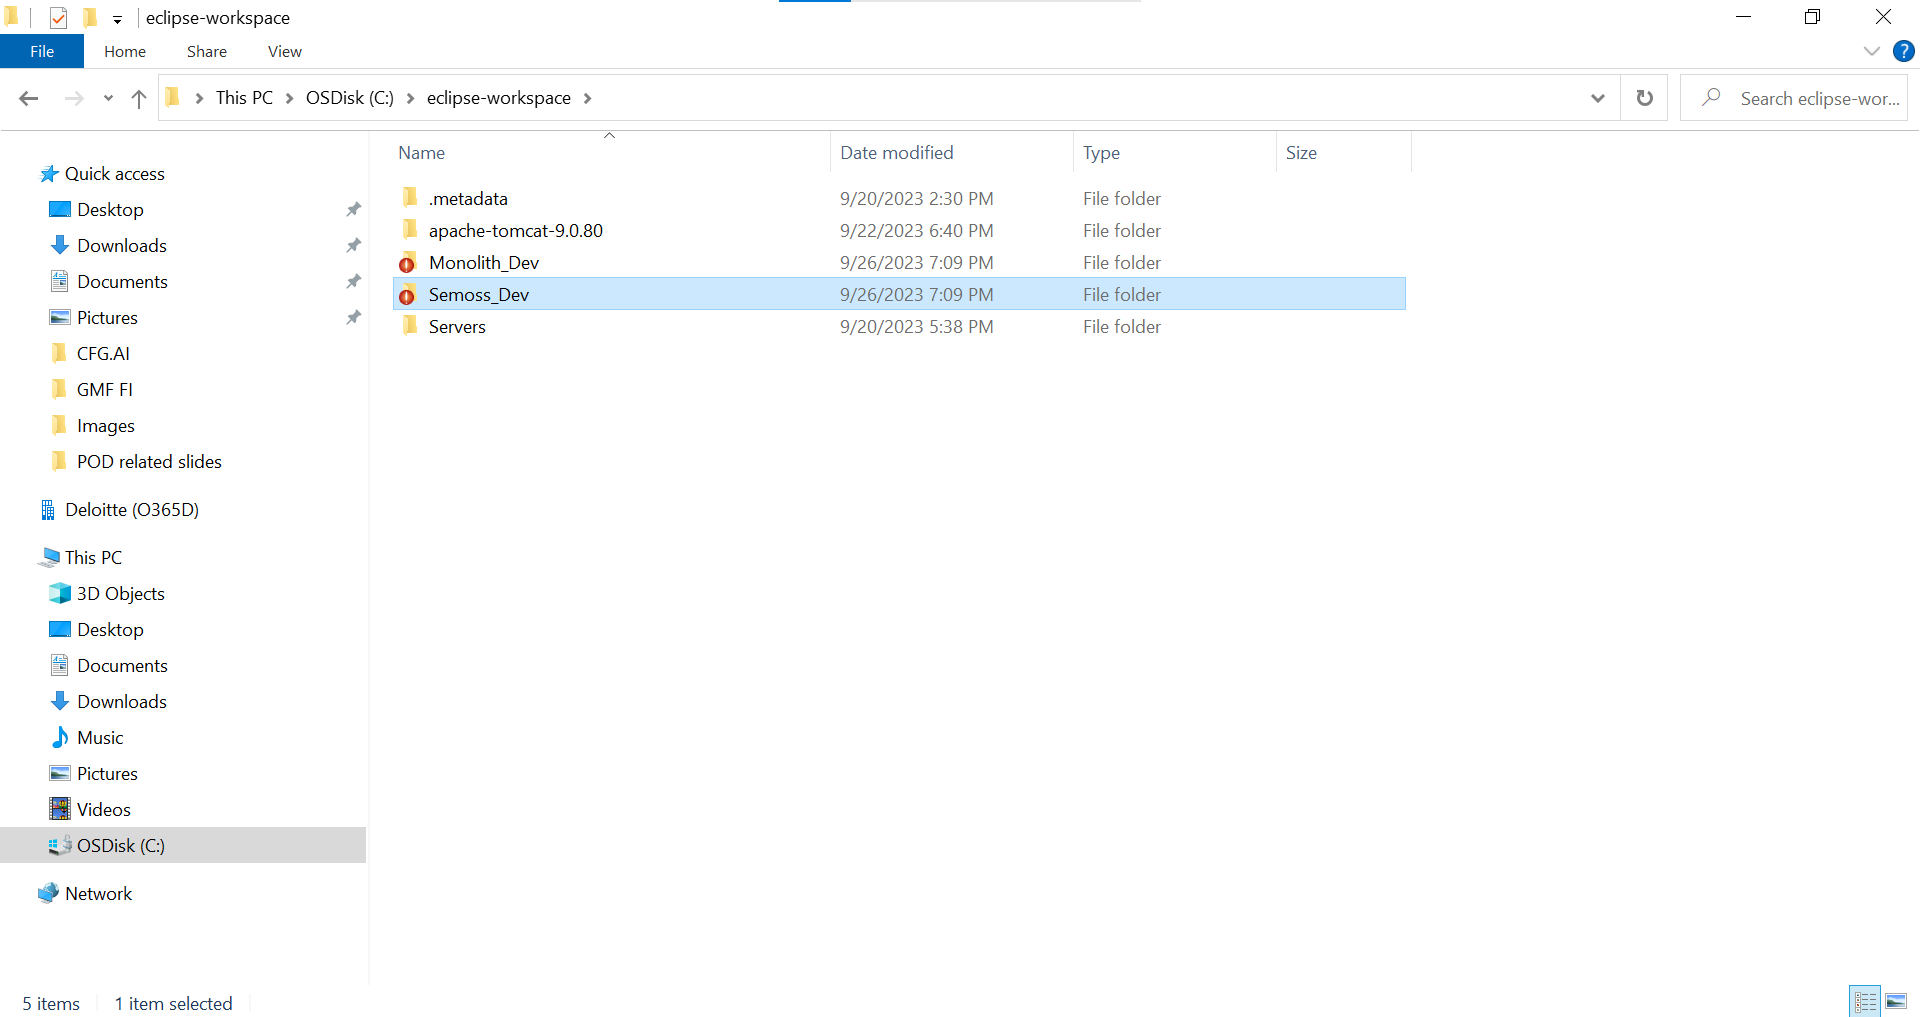 eclipse-workspace
File Home Share View
This PC OSDisk (C:) eclipse-workspace
Search eclipse-wor...
Name Date modified Type Size
.metadata 9/20/2023 2:30 PM File folder
apache-tomcat-9.0.80 9/22/2023 6:40 PM File folder
Monolith_Dev 9/26/2023 7:09 PM File folder
Semoss_Dev 9/26/2023 7:09 PM File folder
Servers 9/20/2023 5:38 PM File folder
Quick access
Desktop
Downloads
Documents
Pictures
CFG.AI
GMF FI
Images
POD related slides
Deloitte (O365D)
This PC
3D Objects
Desktop
Documents
Downloads
Music
Pictures
Videos
OSDisk (C:)
Network
5 items 1 item selected